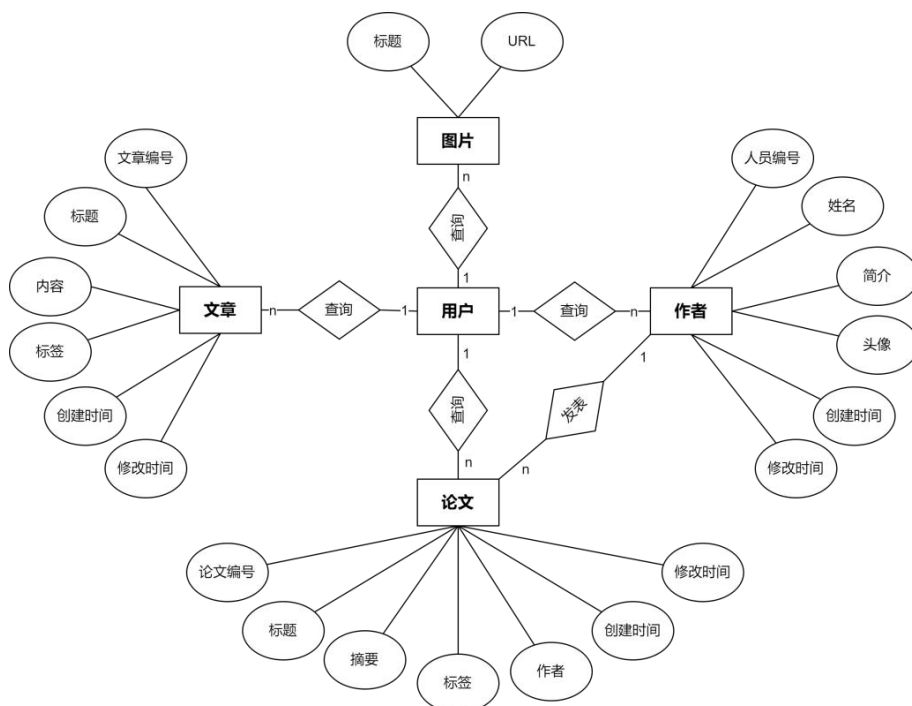 标题
URL
图片
n
查询
1
文章编号
标题
内容
标签
创建时间
修改时间
文章
n
查询
1
用户
1
查询
n
作者
人员编号
姓名
简介
头像
创建时间
修改时间
1
查询
n
1
发表
n
论文
论文编号
标题
摘要
标签
作者
创建时间
修改时间